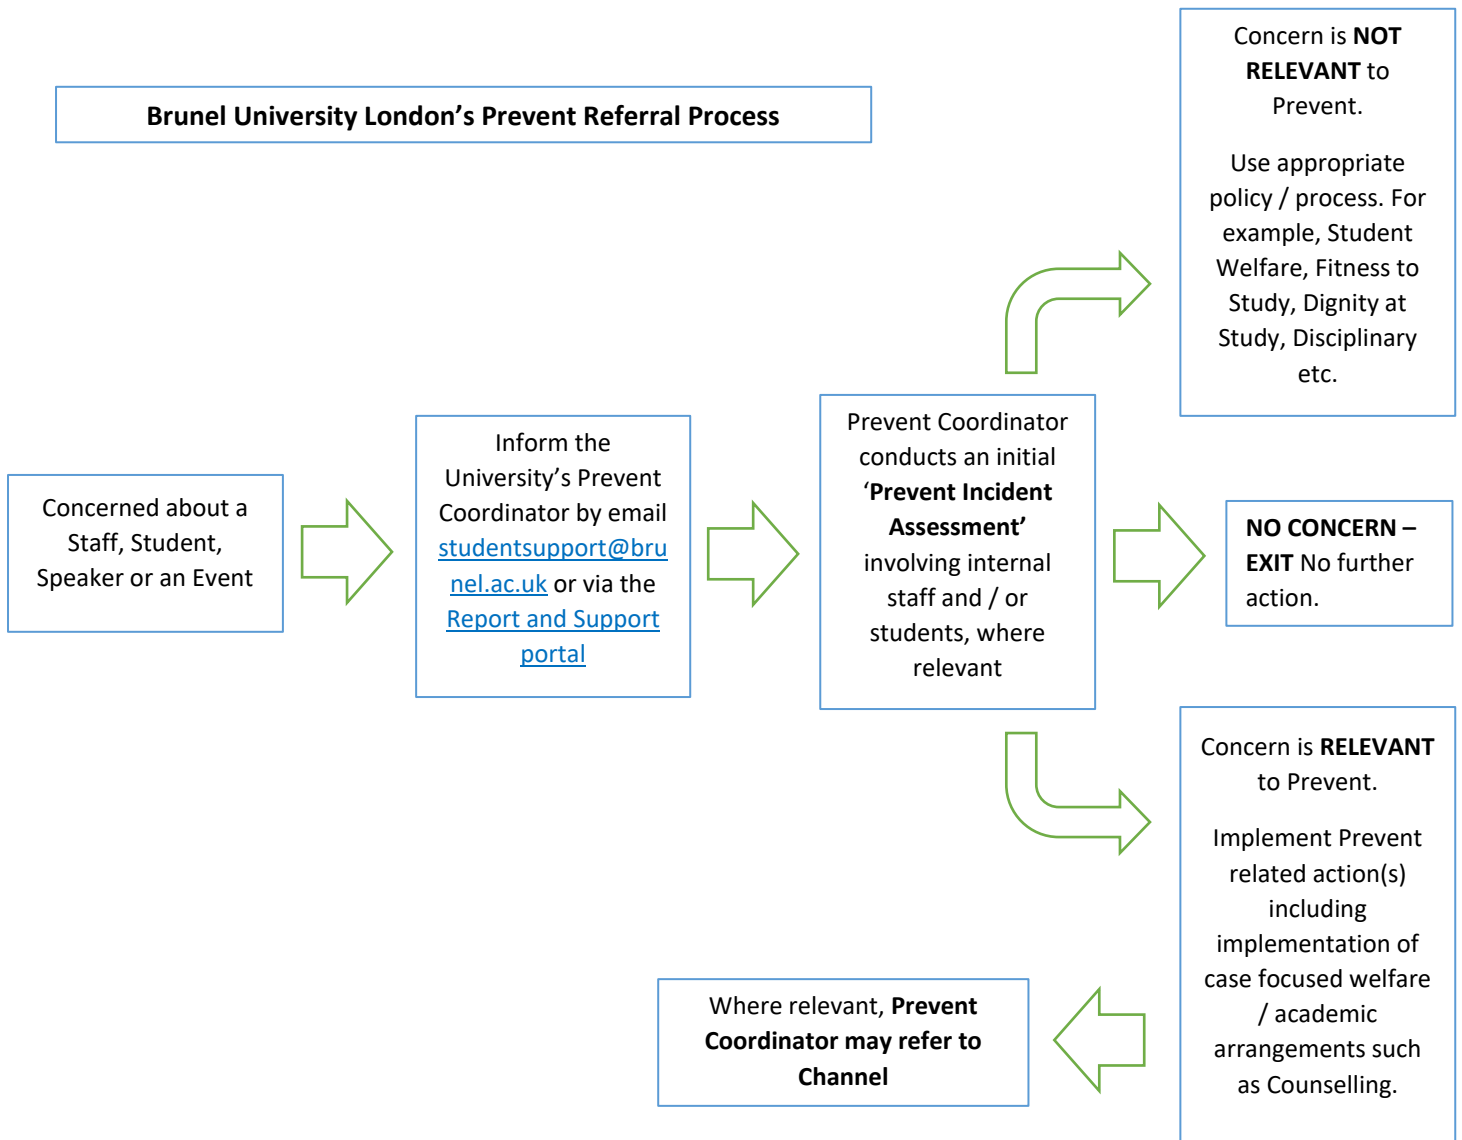 Brunel University London’s Prevent Referral Process
Concerned about a
Staff, Student,
Speaker or an Event
Inform the
University’s Prevent
Coordinator by email
studentsupport@bru
nel.ac.uk or via the
Report and Support
portal
Prevent Coordinator
conducts an initial
‘Prevent Incident
Assessment’
involving internal
staff and / or
students, where
relevant
Concern is NOT
RELEVANT to
Prevent.
Use appropriate
policy / process. For
example, Student
Welfare, Fitness to
Study, Dignity at
Study, Disciplinary
etc.
NO CONCERN –
EXIT No further
action.
Concern is RELEVANT
to Prevent.
Implement Prevent
related action(s)
including
implementation of
case focused welfare
/ academic
arrangements such
as Counselling.
Where relevant, Prevent
Coordinator may refer to
Channel